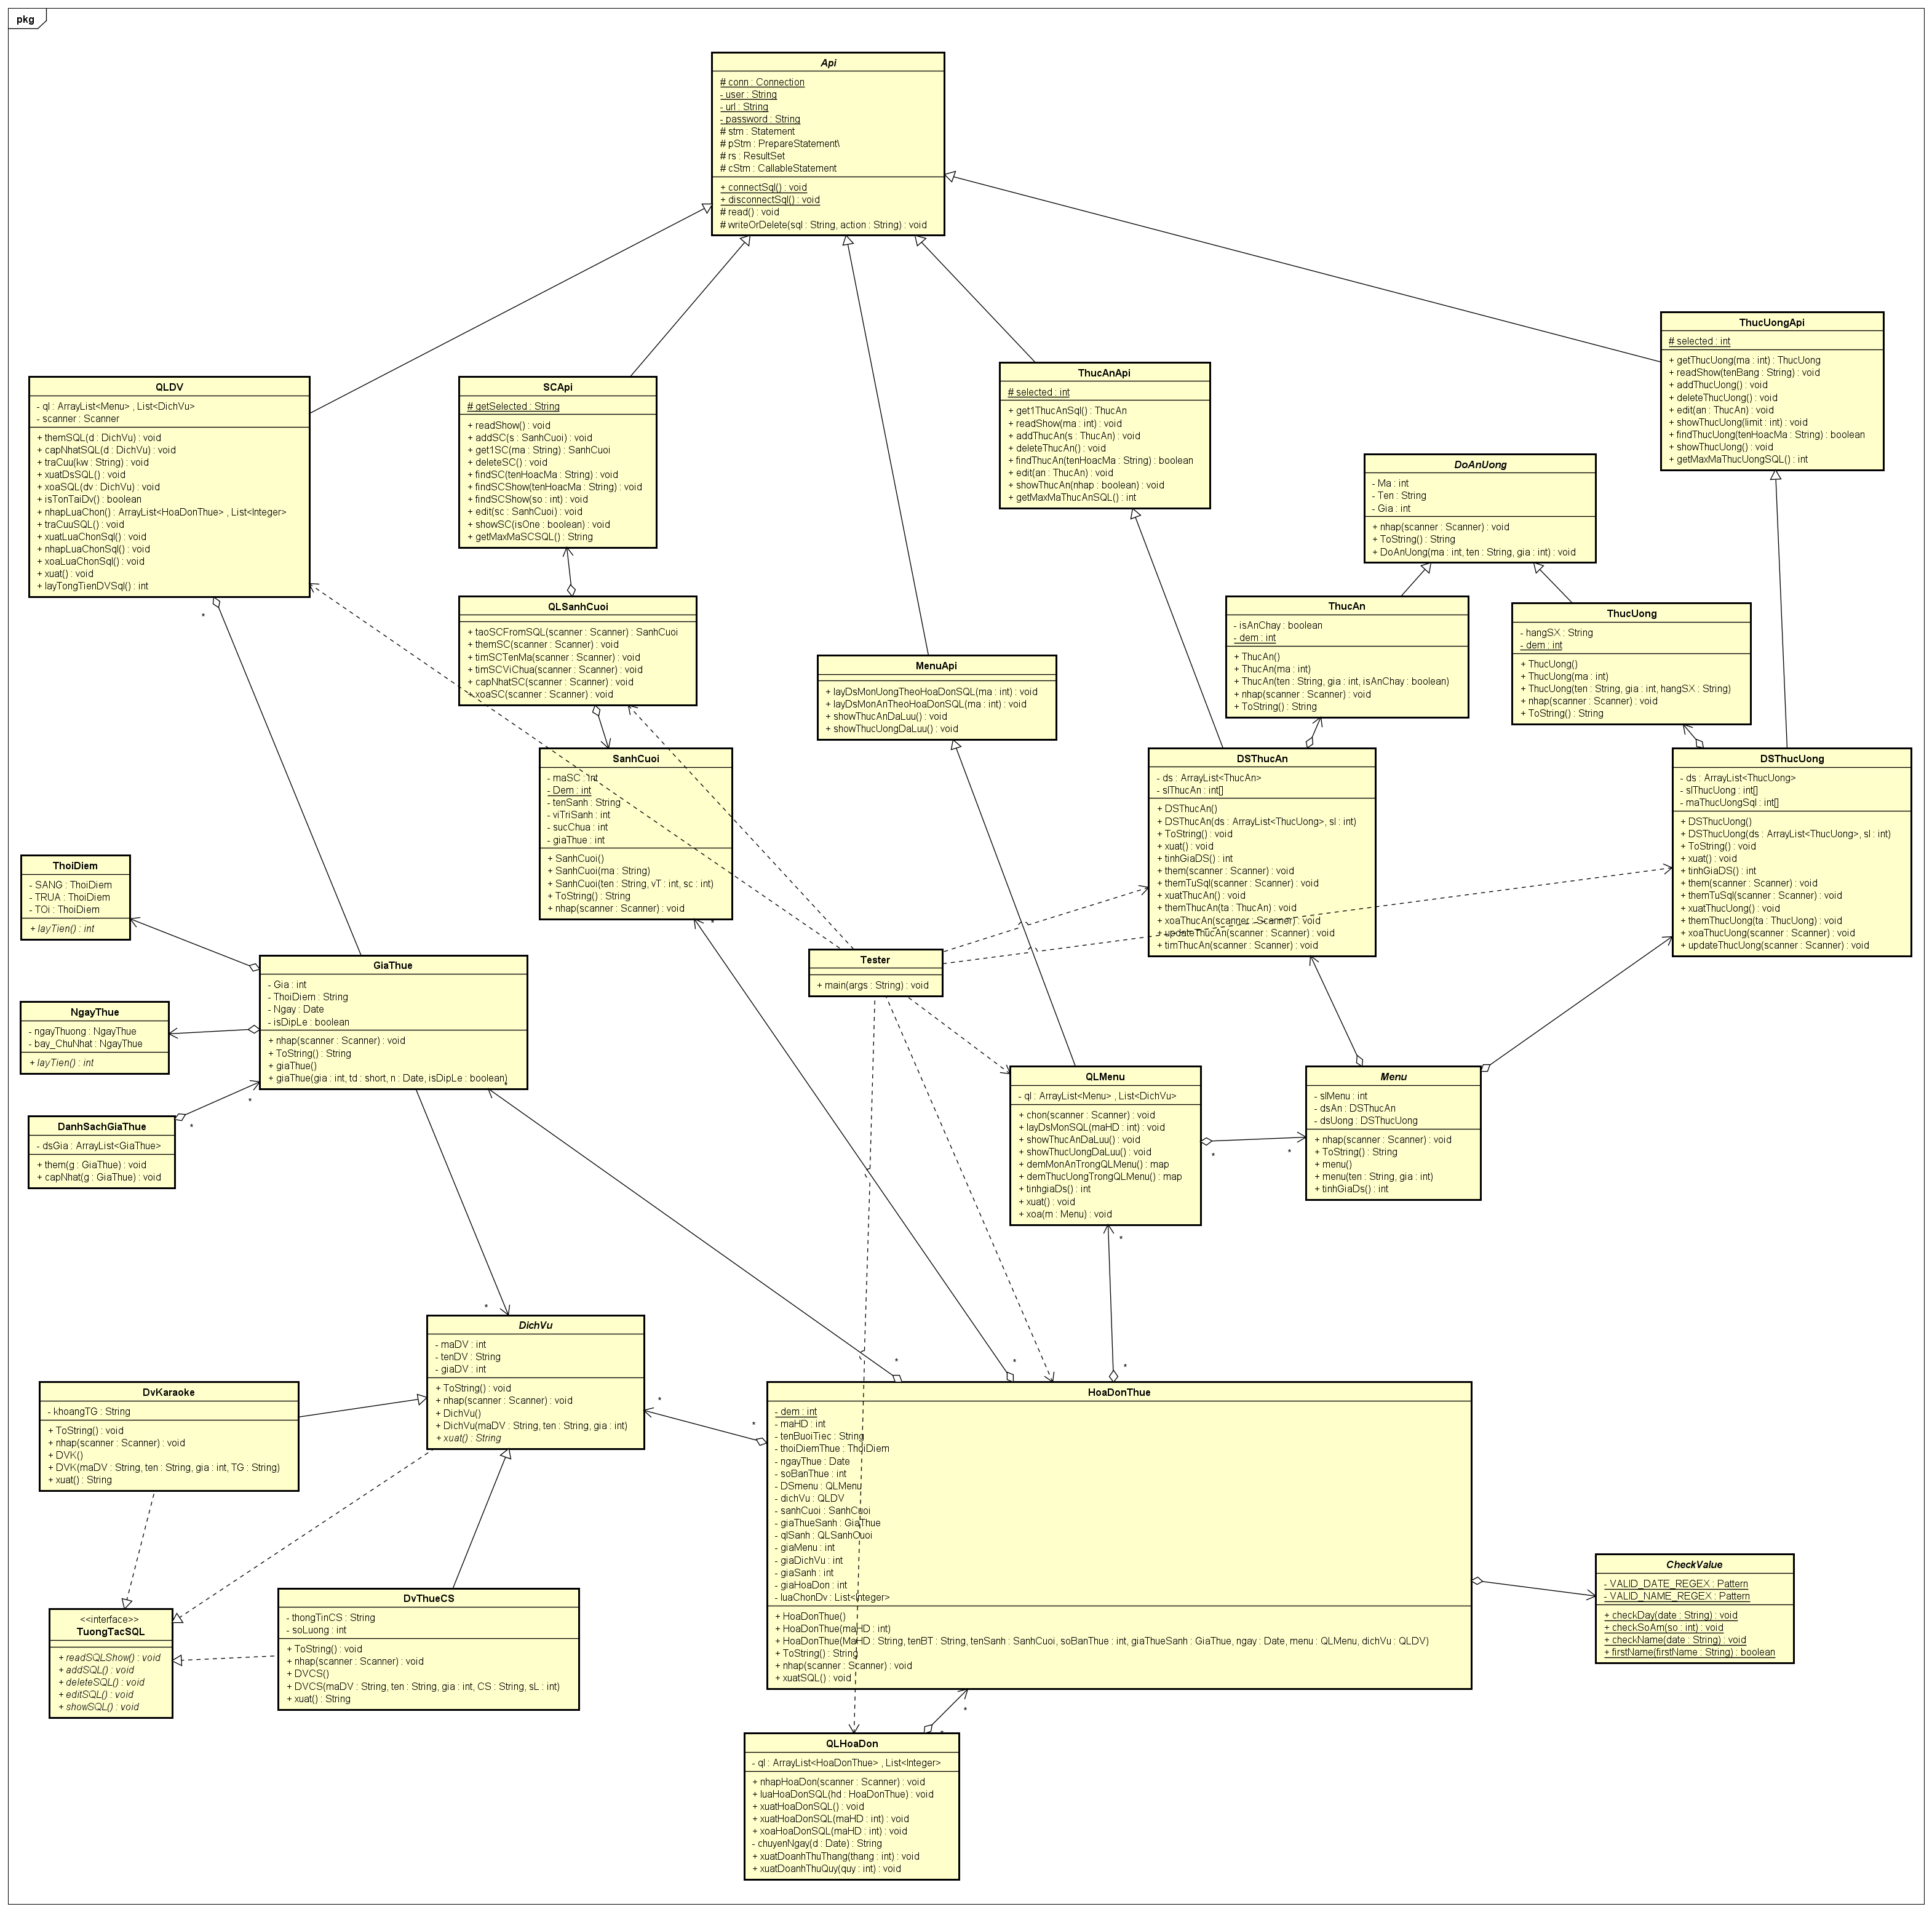 pkg
Api
# conn : Connection
- user : String
- url : String
- password : String
# stm : Statement
# pStm : PrepareStatement\
# rs : ResultSet
# cStm : CallableStatement
+ connectSql() : void
+ disconnectSql() : void
# read() : void
# writeOrDelete(sql : String, action : String) : void
ThucUongApi
# selected : int
+ getThucUong(ma : int) : ThucUong
+ readShow(tenBang : String) : void
+ addThucUong() : void
+ deleteThucUong() : void
+ edit(an : ThucAn) : void
+ showThucUong(limit : int) : void
+ findThucUong(tenHoacMa : String) : boolean
+ showThucUong() : void
+ getMaxMaThucUongSQL() : int
ThucAnApi
# selected : int
+ get1ThucAnSql() : ThucAn
+ readShow(ma : int) : void
+ addThucAn(s : ThucAn) : void
+ deleteThucAn() : void
+ findThucAn(tenHoacMa : String) : boolean
+ edit(an : ThucAn) : void
+ showThucAn(nhap : boolean) : void
+ getMaxMaThucAnSQL() : int
QLDV
- ql : ArrayList<Menu> , List<DichVu>
- scanner : Scanner
+ themSQL(d : DichVu) : void
+ capNhatSQL(d : DichVu) : void
+ traCuu(kw : String) : void
+ xuatDsSQL() : void
+ xoaSQL(dv : DichVu) : void
+ isTonTaiDv() : boolean
+ nhapLuaChon() : ArrayList<HoaDonThue> , List<Integer>
+ traCuuSQL() : void
+ xuatLuaChonSql() : void
+ nhapLuaChonSql() : void
+ xoaLuaChonSql() : void
+ xuat() : void
+ layTongTienDVSql() : int
*
SCApi
# getSelected : String
+ readShow() : void
+ addSC(s : SanhCuoi) : void
+ get1SC(ma : String) : SanhCuoi
+ deleteSC() : void
+ findSC(tenHoacMa : String) : void
+ findSCShow(tenHoacMa : String) : void
+ findSCShow(so : int) : void
+ edit(sc : SanhCuoi) : void
+ showSC(isOne : boolean) : void
+ getMaxMaSCSQL() : String
DoAnUong
- Ma : int
- Ten : String
- Gia : int
+ nhap(scanner : Scanner) : void
+ ToString() : String
+ DoAnUong(ma : int, ten : String, gia : int) : void
QLSanhCuoi
+ taoSCFromSQL(scanner : Scanner) : SanhCuoi
+ themSC(scanner : Scanner) : void
+ timSCTenMa(scanner : Scanner) : void
+ timSCViChua(scanner : Scanner) : void
+ capNhatSC(scanner : Scanner) : void
+ xoaSC(scanner : Scanner) : void
ThucAn
- isAnChay : boolean
- dem : int
+ ThucAn()
+ ThucAn(ma : int)
+ ThucAn(ten : String, gia : int, isAnChay : boolean)
+ nhap(scanner : Scanner) : void
+ ToString() : String
ThucUong
- hangSX : String
- dem : int
+ ThucUong()
+ ThucUong(ma : int)
+ ThucUong(ten : String, gia : int, hangSX : String)
+ nhap(scanner : Scanner) : void
+ ToString() : String
MenuApi
+ layDsMonUongTheoHoaDonSQL(ma : int) : void
+ layDsMonAnTheoHoaDonSQL(ma : int) : void
+ showThucAnDaLuu() : void
+ showThucUongDaLuu() : void
SanhCuoi
- maSC : int
- Dem : int
- tenSanh : String
- viTriSanh : int
- sucChua : int
- giaThue : int
+ SanhCuoi()
+ SanhCuoi(ma : String)
+ SanhCuoi(ten : String, vT : int, sc : int)
+ ToString() : String
+ nhap(scanner : Scanner) : void
*
DSThucAn
- ds : ArrayList<ThucAn>
- slThucAn : int[]
+ DSThucAn()
+ DSThucAn(ds : ArrayList<ThucUong>, sl : int)
+ ToString() : void
+ xuat() : void
+ tinhGiaDS() : int
+ them(scanner : Scanner) : void
+ themTuSql(scanner : Scanner) : void
+ xuatThucAn() : void
+ themThucAn(ta : ThucAn) : void
+ xoaThucAn(scanner : Scanner) : void
+ updateThucAn(scanner : Scanner) : void
+ timThucAn(scanner : Scanner) : void
DSThucUong
- ds : ArrayList<ThucUong>
- slThucUong : int[]
- maThucUongSql : int[]
+ DSThucUong()
+ DSThucUong(ds : ArrayList<ThucUong>, sl : int)
+ ToString() : void
+ xuat() : void
+ tinhGiaDS() : int
+ them(scanner : Scanner) : void
+ themTuSql(scanner : Scanner) : void
+ xuatThucUong() : void
+ themThucUong(ta : ThucUong) : void
+ xoaThucUong(scanner : Scanner) : void
+ updateThucUong(scanner : Scanner) : void
ThoiDiem
- SANG : ThoiDiem
- TRUA : ThoiDiem
- TOi : ThoiDiem
+ layTien() : int
GiaThue
- Gia : int
- ThoiDiem : String
- Ngay : Date
- isDipLe : boolean
+ nhap(scanner : Scanner) : void
+ ToString() : String
+ giaThue()
+ giaThue(gia : int, td : short, n : Date, isDipLe : boolean)
*
Tester
+ main(args : String) : void
NgayThue
- ngayThuong : NgayThue
- bay_ChuNhat : NgayThue
+ layTien() : int
DanhSachGiaThue
- dsGia : ArrayList<GiaThue>
+ them(g : GiaThue) : void
+ capNhat(g : GiaThue) : void
*
*
QLMenu
- ql : ArrayList<Menu> , List<DichVu>
+ chon(scanner : Scanner) : void
+ layDsMonSQL(maHD : int) : void
+ showThucAnDaLuu() : void
+ showThucUongDaLuu() : void
+ demMonAnTrongQLMenu() : map
+ demThucUongTrongQLMenu() : map
+ tinhgiaDs() : int
+ xuat() : void
+ xoa(m : Menu) : void
*
*
*
Menu
- slMenu : int
- dsAn : DSThucAn
- dsUong : DSThucUong
+ nhap(scanner : Scanner) : void
+ ToString() : String
+ menu()
+ menu(ten : String, gia : int)
+ tinhGiaDs() : int
*
DichVu
- maDV : int
- tenDV : String
- giaDV : int
+ ToString() : void
+ nhap(scanner : Scanner) : void
+ DichVu()
+ DichVu(maDV : String, ten : String, gia : int)
+ xuat() : String
*
*
*
*
*
DvKaraoke
- khoangTG : String
+ ToString() : void
+ nhap(scanner : Scanner) : void
+ DVK()
+ DVK(maDV : String, ten : String, gia : int, TG : String)
+ xuat() : String
HoaDonThue
- dem : int
- maHD : int
- tenBuoiTiec : String
- thoiDiemThue : ThoiDiem
- ngayThue : Date
- soBanThue : int
- DSmenu : QLMenu
- dichVu : QLDV
- sanhCuoi : SanhCuoi
- giaThueSanh : GiaThue
- qlSanh : QLSanhCuoi
- giaMenu : int
- giaDichVu : int
- giaSanh : int
- giaHoaDon : int
- luaChonDv : List<Integer>
+ HoaDonThue()
+ HoaDonThue(maHD : int)
+ HoaDonThue(MaHD : String, tenBT : String, tenSanh : SanhCuoi, soBanThue : int, giaThueSanh : GiaThue, ngay : Date, menu : QLMenu, dichVu : QLDV)
+ ToString() : String
+ nhap(scanner : Scanner) : void
+ xuatSQL() : void
CheckValue
- VALID_DATE_REGEX : Pattern
- VALID_NAME_REGEX : Pattern
+ checkDay(date : String) : void
+ checkSoAm(so : int) : void
+ checkName(date : String) : void
+ firstName(firstName : String) : boolean
DvThueCS
- thongTinCS : String
- soLuong : int
+ ToString() : void
+ nhap(scanner : Scanner) : void
+ DVCS()
+ DVCS(maDV : String, ten : String, gia : int, CS : String, sL : int)
+ xuat() : String
<<interface>>
TuongTacSQL
+ readSQLShow() : void
+ addSQL() : void
+ deleteSQL() : void
+ editSQL() : void
+ showSQL() : void
*
*
QLHoaDon
- ql : ArrayList<HoaDonThue> , List<Integer>
+ nhapHoaDon(scanner : Scanner) : void
+ luaHoaDonSQL(hd : HoaDonThue) : void
+ xuatHoaDonSQL() : void
+ xuatHoaDonSQL(maHD : int) : void
+ xoaHoaDonSQL(maHD : int) : void
- chuyenNgay(d : Date) : String
+ xuatDoanhThuThang(thang : int) : void
+ xuatDoanhThuQuy(quy : int) : void